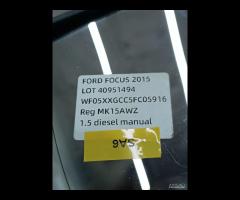 FORD FOCUS 2015
LOT 40951494
WF05XXGCC5FC05916
Reg MK15AWZ
1.5 diesel manual
SA6